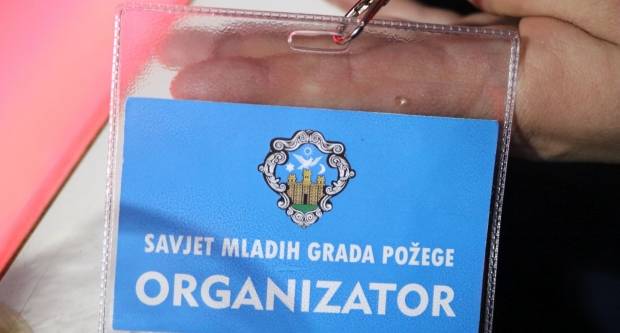 SAVJET MLADIH GRADA POŽEGE
ORGANIZATOR